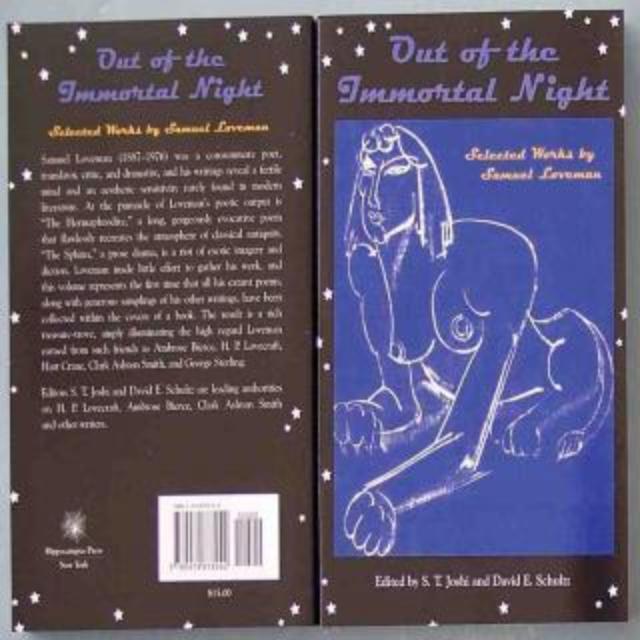 Out of the
Immortal Night
Selected Works by Samuel Loveman
Samuel Loveman (1887-1976) was a consummate poet,
translator, critic, and dramatist, and his writings reveal a fertile
mind and an aesthetic sensitivity rarely found in modern
literature. At the pinnacle of Loveman's poetic output is
"The Hermaphrodite," a long, gorgeously evocative poem
that flawlessly recreates the atmosphere of classical antiquity.
"The Sphinx," a prose drama, is a riot of exotic imagery and
diction. Loveman made little effort to gather his work, and
this volume represents the first time that all his extant poems,
along with generous samplings of his other writings, have been
collected within the covers of a book. The result is a rich
treasure-trove, amply illuminating the high regard Loveman
earned from such friends as Ambrose Bierce, H. P. Lovecraft,
Hart Crane, Clark Ashton Smith, and George Sterling.
Editors S. T. Joshi and David E. Schultz are leading authorities
on H. P. Lovecraft, Ambrose Bierce, Clark Ashton Smith
and other writers.
Hippocampus Press
New York
$15.00
Out of the
Immortal Night
Selected Works by
Samuel Loveman
Edited by S. T. Joshi and David E. Schultz